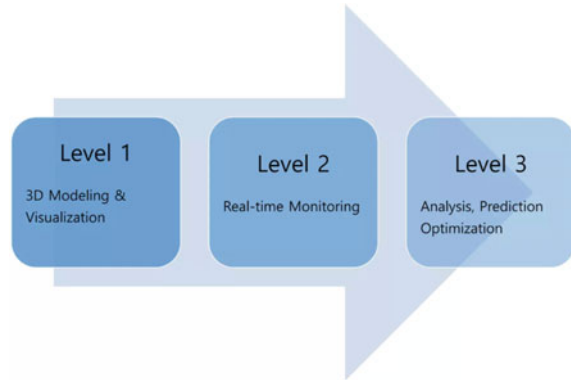 Level 1
3D Modeling &
Visualization
Level 2
Real-time Monitoring
Level 3
Analysis, Prediction
Optimization